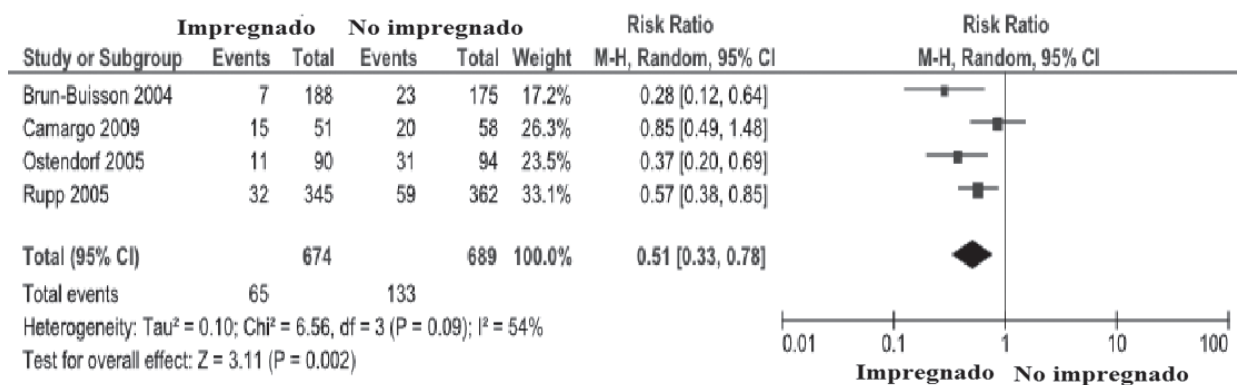 Impregnado No impregnado Risk Ratio Risk Ratio
Study or Subgroup Events Total Events Total Weight M-H, Random, 95% CI M-H, Random, 95% CI
Brun-Buisson 2004 7 188 23 175 17.2% 0.28 [0.12, 0.64]
Camargo 2009 15 51 20 58 26.3% 0.85 [0.49, 1.48]
Ostendorf 2005 11 90 31 94 23.5% 0.37 [0.20, 0.69]
Rupp 2005 32 345 59 362 33.1% 0.57 [0.38, 0.85]
Total (95% CI) 674 689 100.0% 0.51 [0.33, 0.78]
Total events 65 133
Heterogeneity: Tau² = 0.10; Chi² = 6.56, df = 3 (P = 0.09); I² = 54%
Test for overall effect: Z = 3.11 (P = 0.002)
0.01 0.1 1 10 100
Impregnado No impregnado